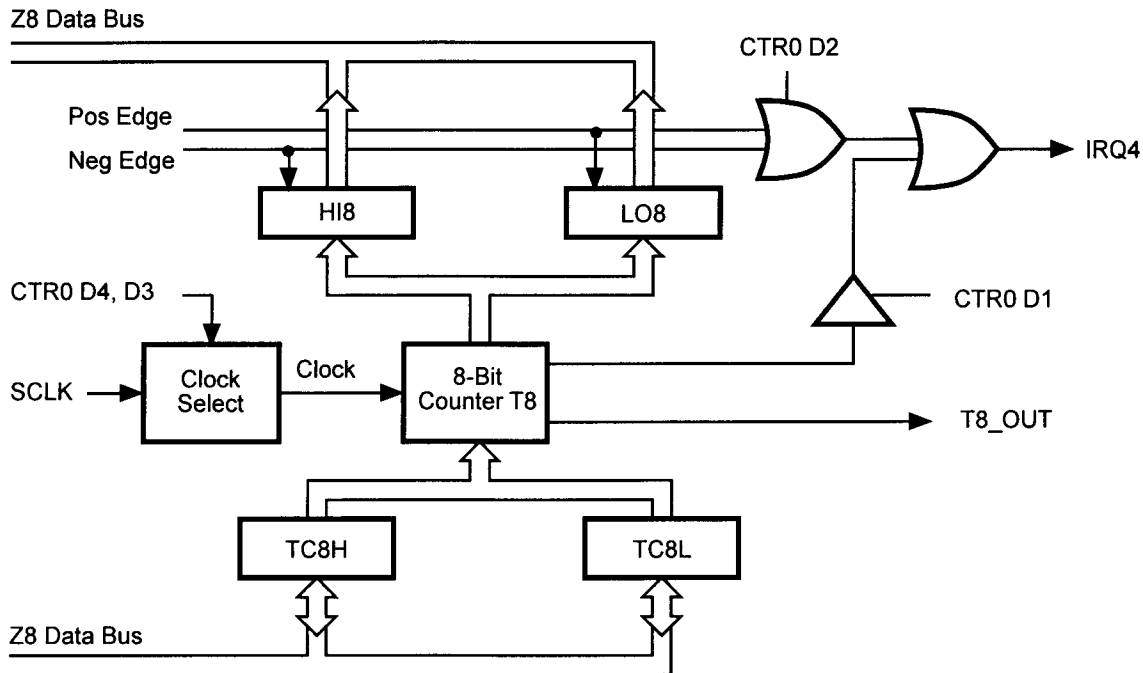 Z8 Data Bus
CTR0 D2
Pos Edge
Neg Edge
IRQ4
HI8
LO8
CTR0 D4, D3
CTR0 D1
SCLK
Clock
Select
Clock
8-Bit
Counter T8
T8_OUT
TC8H
TC8L
Z8 Data Bus